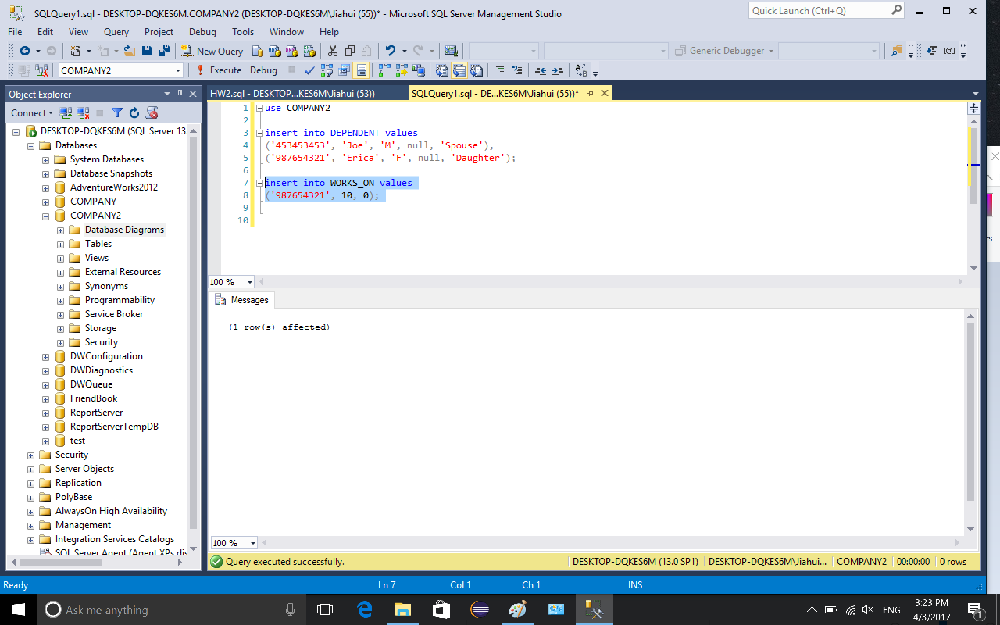 SQLQuery1.sql - DESKTOP-DQKES6M.COMPANY2 (DESKTOP-DQKES6M\Jiahui (55))* - Microsoft SQL Server Management Studio
Quick Launch (Ctrl+Q)
File Edit View Query Project Debug Tools Window Help
New Query
Generic Debugger
COMPANY2
Execute Debug
Object Explorer
Connect
DESKTOP-DQKES6M (SQL Server 13
Databases
System Databases
Database Snapshots
AdventureWorks2012
COMPANY
COMPANY2
Database Diagrams
Tables
Views
External Resources
Synonyms
Programmability
Service Broker
Storage
Security
DWConfiguration
DWDiagnostics
DWQueue
FriendBook
ReportServer
ReportServerTempDB
test
Security
Server Objects
Replication
PolyBase
AlwaysOn High Availability
Management
Integration Services Catalogs
SQL Server Agent (Agent XPs dis
HW2.sql - DESKTOP...KES6M\Jiahui (53))
SQLQuery1.sql - DE...KES6M\Jiahui (55))*
1 use COMPANY2
2
3 insert into DEPENDENT values
4 ('453453453', 'Joe', 'M', null, 'Spouse'),
5 ('987654321', 'Erica', 'F', null, 'Daughter');
6
7 insert into WORKS_ON values
8 ('987654321', 10, 0);
9
10
100 %
Messages
(1 row(s) affected)
100 %
Query executed successfully.
DESKTOP-DQKES6M (13.0 SP1) DESKTOP-DQKES6M\Jiahui... COMPANY2 00:00:00 0 rows
Ready Ln 7 Col 1 Ch 1 INS
Ask me anything
ENG
3:23 PM
4/3/2017
1